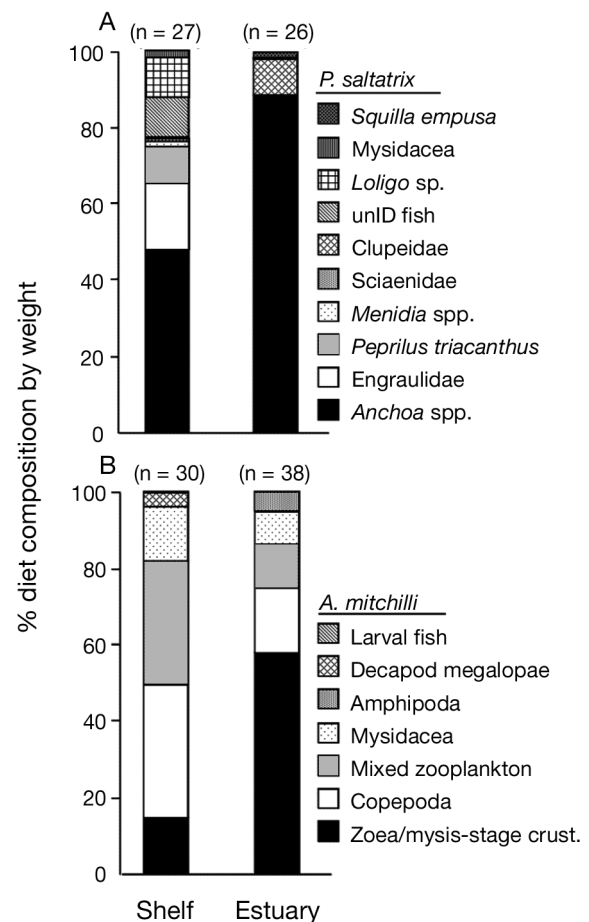 A
(n = 27) (n = 26)
100
80
60
40
20
0
P. saltatrix
Squilla empusa
Mysidacea
Loligo sp.
unID fish
Clupeidae
Sciaenidae
Menidia spp.
Peprilus triacanthus
Engraulidae
Anchoa spp.
% diet compositioon by weight
B
(n = 30) (n = 38)
100
80
60
40
20
0
A. mitchilli
Larval fish
Decapod megalopae
Amphipoda
Mysidacea
Mixed zooplankton
Copepoda
Zoea/mysis-stage crust.
Shelf Estuary